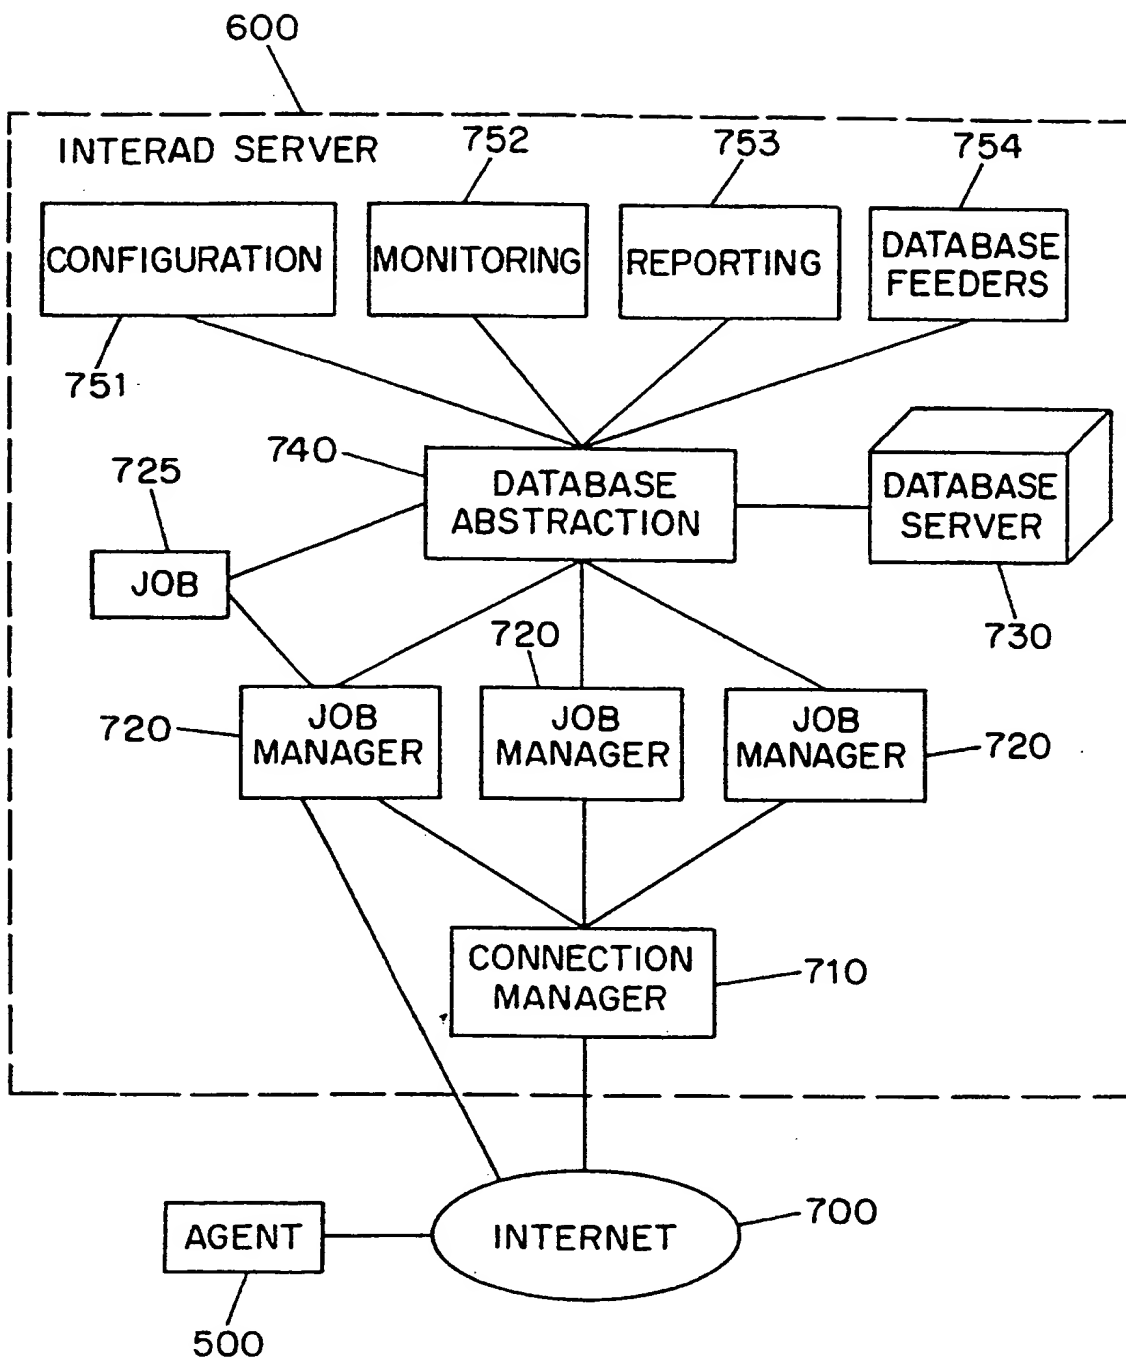 600
INTERAD SERVER
752
753
754
CONFIGURATION
MONITORING
REPORTING
DATABASE
FEEDERS
751
740
725
DATABASE
ABSTRACTION
DATABASE
SERVER
JOB
730
720
720
JOB
MANAGER
JOB
MANAGER
JOB
MANAGER
720
CONNECTION
MANAGER
710
700
AGENT
INTERNET
500